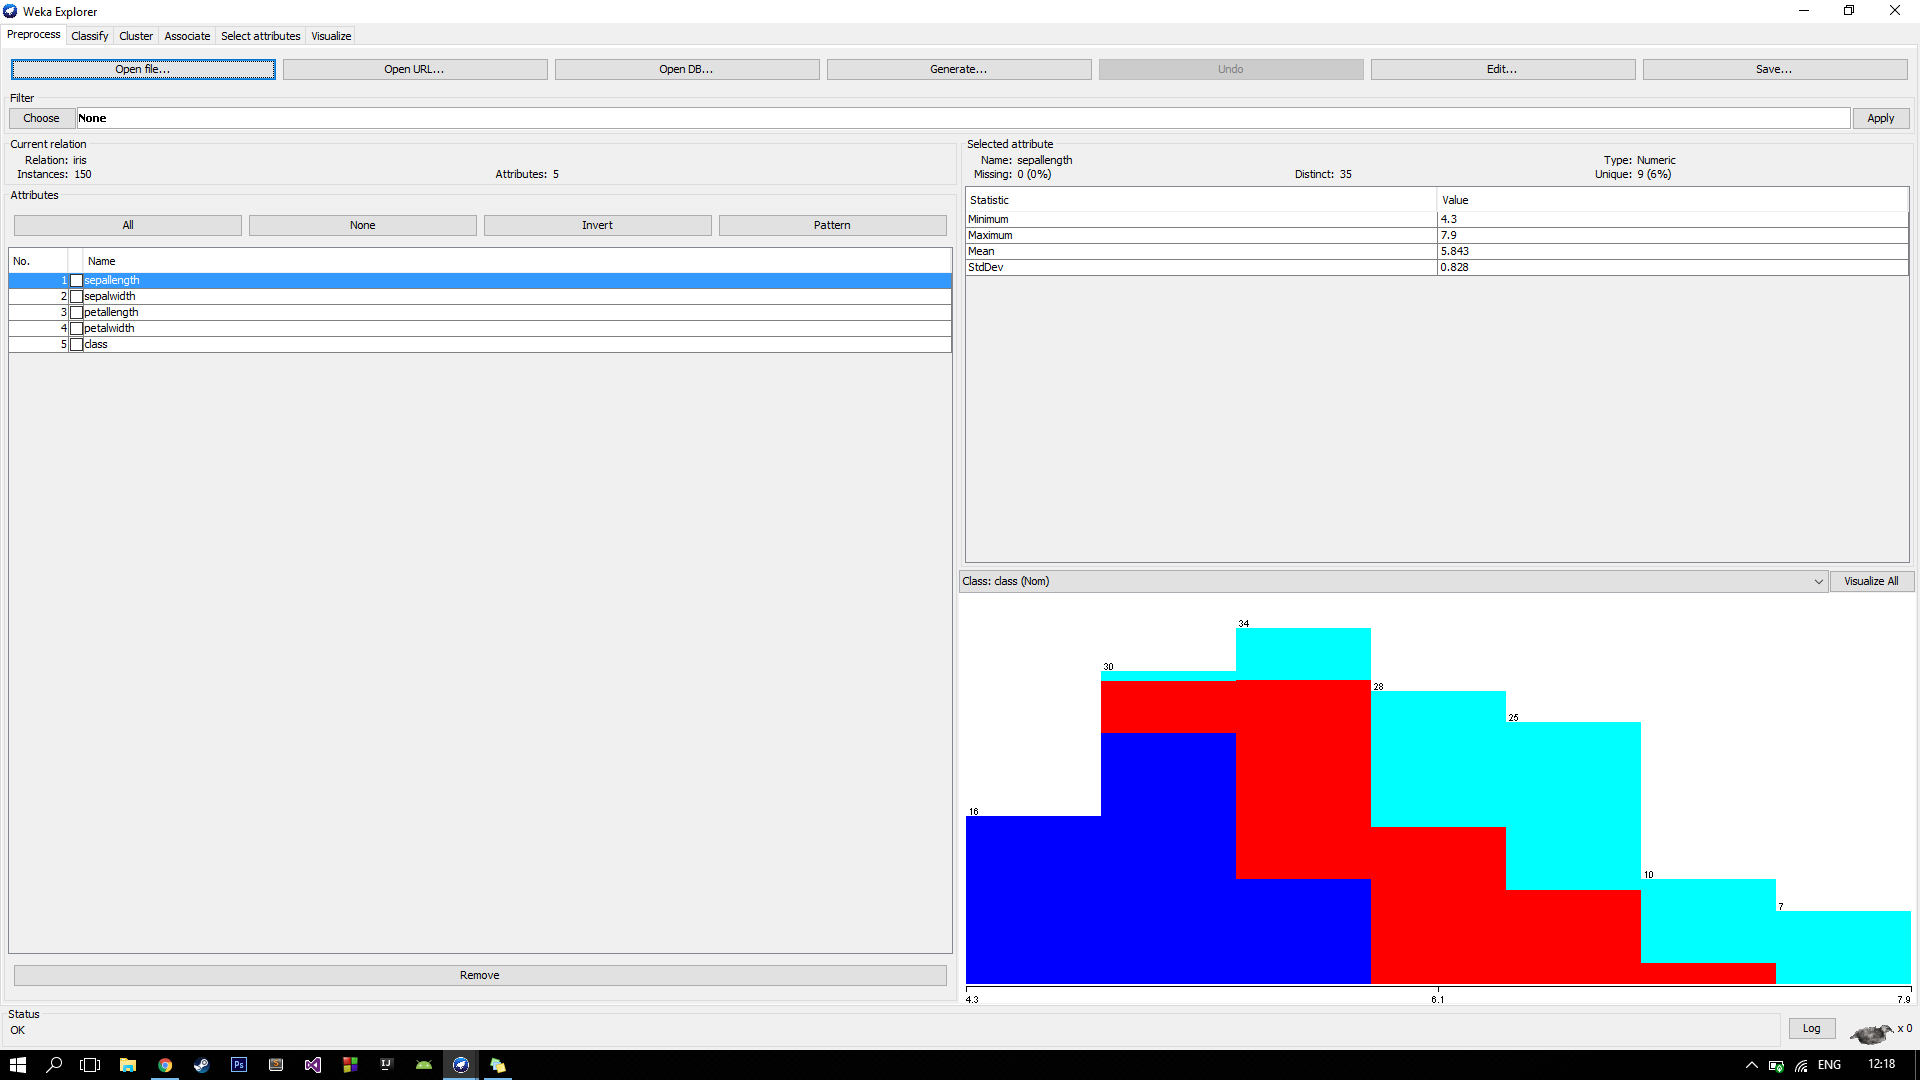 Weka Explorer
Preprocess Classify Cluster Associate Select attributes Visualize
Open file... Open URL... Open DB... Generate... Undo Edit... Save...
Filter
Choose None Apply
Current relation
Relation: iris
Instances: 150 Attributes: 5
Selected attribute
Name: sepallength Type: Numeric
Missing: 0 (0%) Distinct: 35 Unique: 9 (6%)
Attributes
All None Invert Pattern
No. Name
1 sepallength
2 sepalwidth
3 petallength
4 petalwidth
5 class
Remove
Statistic Value
Minimum 4.3
Maximum 7.9
Mean 5.843
StdDev 0.828
Class: class (Nom) Visualize All
16
30
34
28
25
10
7
4.3 6.1 7.9
Status
OK
Log x 0
Ps
IJ
ENG 12:18